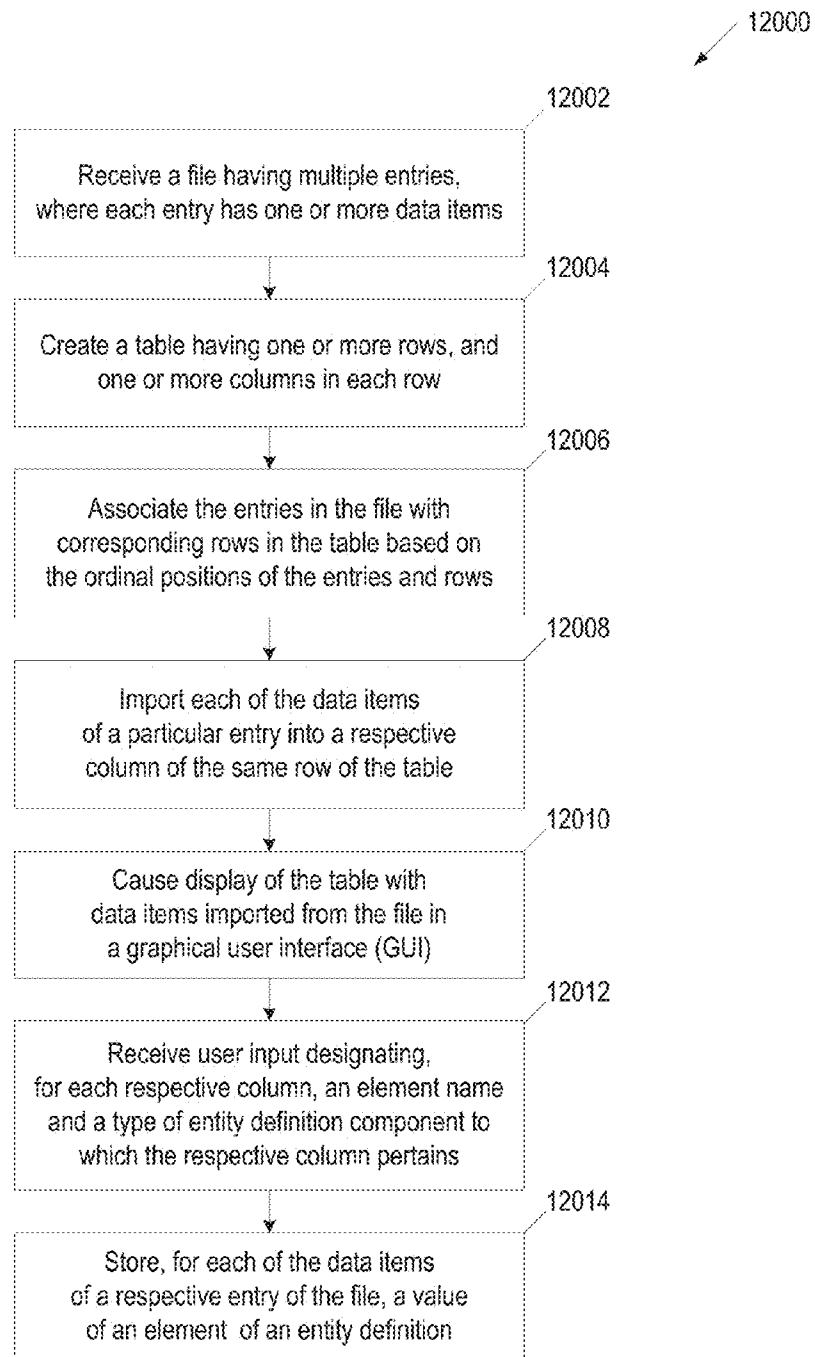 12000
12002
Receive a file having multiple entries,
where each entry has one or more data items
12004
Create a table having one or more rows, and
one or more columns in each row
12006
Associate the entries in the file with
corresponding rows in the table based on
the ordinal positions of the entries and rows
12008
Import each of the data items
of a particular entry into a respective
column of the same row of the table
12010
Cause display of the table with
data items imported from the file in
a graphical user interface (GUI)
12012
Receive user input designating,
for each respective column, an element name
and a type of entity definition component to
which the respective column pertains
12014
Store, for each of the data items
of a respective entry of the file, a value
of an element of an entity definition